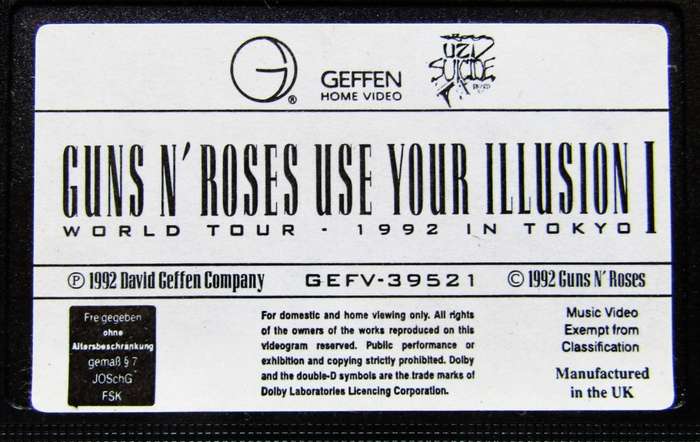 G
®
GEFFEN
HOME VIDEO
UZI
SUICIDE
GUNS N' ROSES USE YOUR ILLUSION I
WORLD TOUR - 1992 IN TOKYO
℗ 1992 David Geffen Company
GEFV-39521
© 1992 Guns N' Roses
Freigegeben
ohne
Altersbeschränkung
gemäß § 7
JÖSchG
FSK
For domestic and home viewing only. All rights
of the owners of the works reproduced on this
videogram reserved. Public performance or
exhibition and copying strictly prohibited. Dolby
and the double-D symbols are the trade marks of
Dolby Laboratories Licencing Corporation.
Music Video
Exempt from
Classification
Manufactured
in the UK